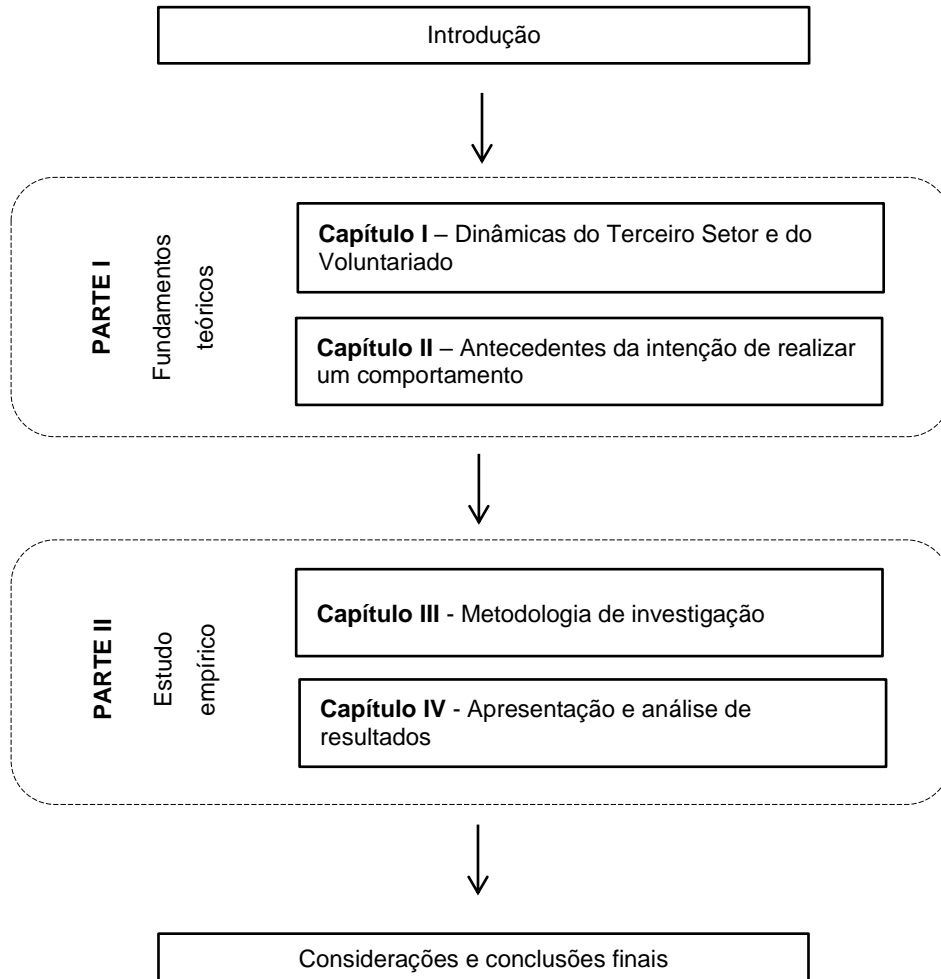 Introdução
PARTE I
Fundamentos
teóricos
Capítulo I – Dinâmicas do Terceiro Setor e do
Voluntariado
Capítulo II – Antecedentes da intenção de realizar
um comportamento
PARTE II
Estudo
empírico
Capítulo III - Metodologia de investigação
Capítulo IV - Apresentação e análise de
resultados
Considerações e conclusões finais